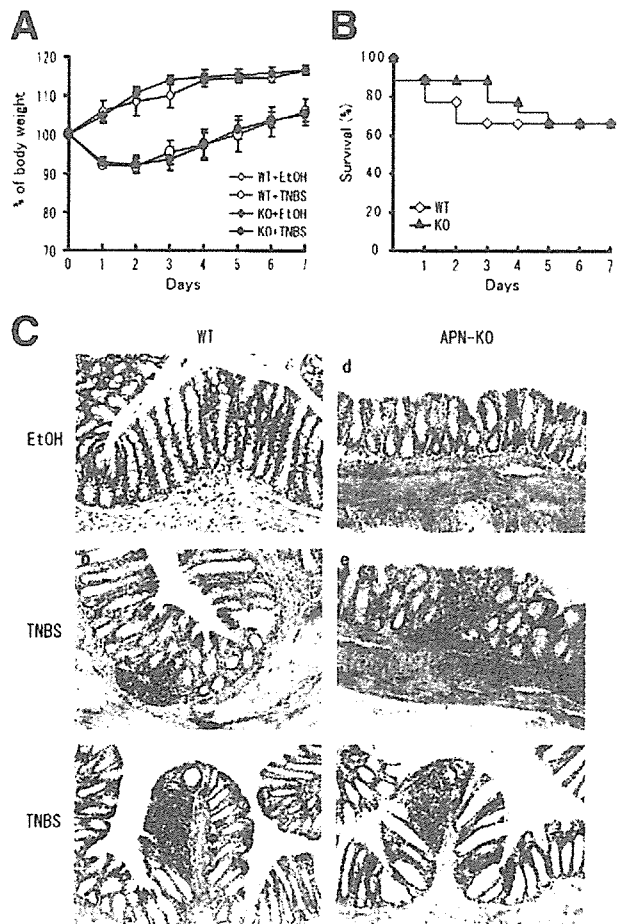 A
% of body weight
120
110
100
90
80
70
0 1 2 3 4 5 6 7
Days
WT+EtOH
WT+TNBS
KO+EtOH
KO+TNBS
B
Survival (%)
100
80
60
40
20
0
1 2 3 4 5 6 7
Days
WT
KO
C
WT
APN-KO
EtOH
d
TNBS
e
TNBS